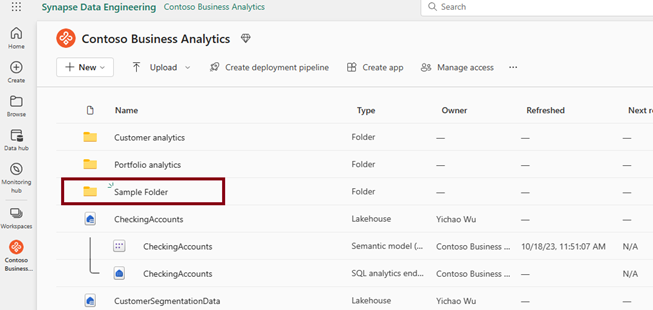 Synapse Data Engineering Contoso Business Analytics Search
Home
Create
Browse
Data hub
Monitoring hub
Workspaces
Contoso Business...
Contoso Business Analytics
New Upload Create deployment pipeline Create app Manage access ...
Name Type Owner Refreshed Next r
Customer analytics Folder — — —
Portfolio analytics Folder — — —
Sample Folder Folder — — —
CheckingAccounts Lakehouse Yichao Wu — —
CheckingAccounts Semantic model (... Contoso Business ... 10/18/23, 11:51:07 AM N/A
CheckingAccounts SQL analytics end... Contoso Business ... — N/A
CustomerSegmentationData Lakehouse Yichao Wu — —